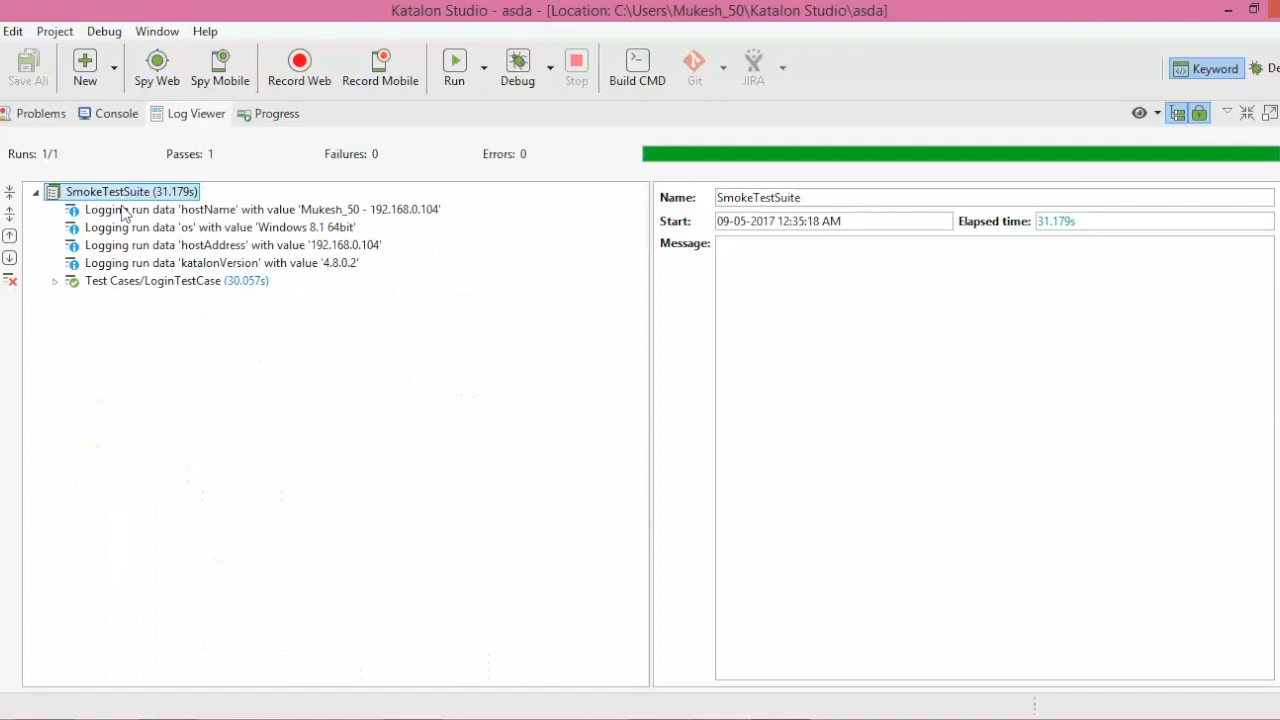 Katalon Studio - asda - [Location: C:\Users\Mukesh_50\Katalon Studio\asda]
Edit Project Debug Window Help
Save All New Spy Web Spy Mobile Record Web Record Mobile Run Debug Stop Build CMD Git JIRA Keyword De
Problems Console Log Viewer Progress
Runs: 1/1 Passes: 1 Failures: 0 Errors: 0
SmokeTestSuite (31.179s)
Logging run data 'hostName' with value 'Mukesh_50 - 192.168.0.104'
Logging run data 'os' with value 'Windows 8.1 64bit'
Logging run data 'hostAddress' with value '192.168.0.104'
Logging run data 'katalonVersion' with value '4.8.0.2'
Test Cases/LoginTestCase (30.057s)
Name: SmokeTestSuite
Start: 09-05-2017 12:35:18 AM Elapsed time: 31.179s
Message: